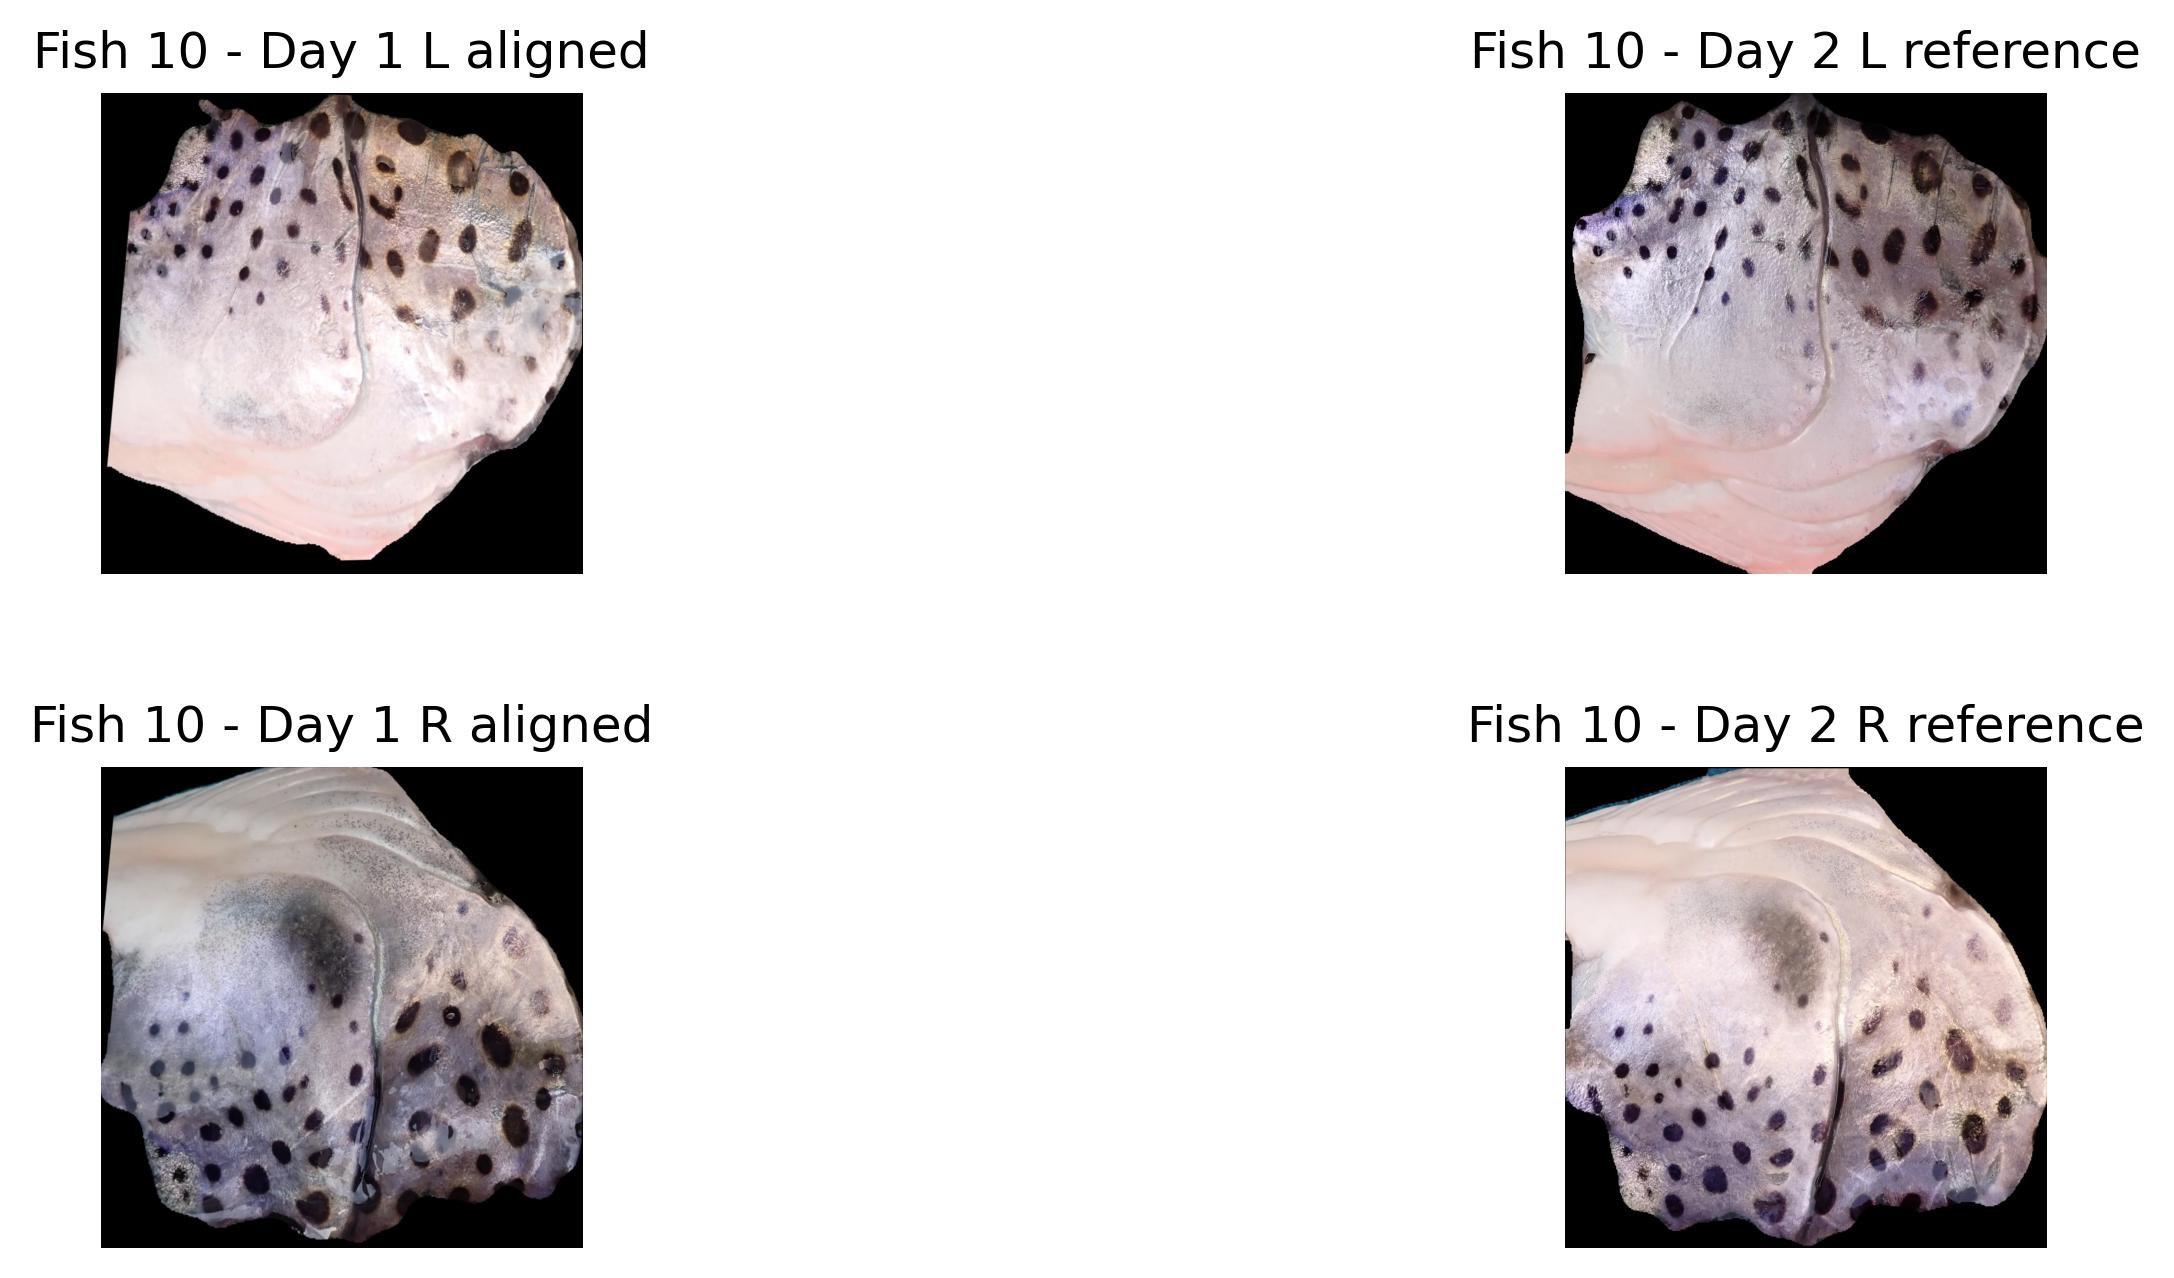 Fish 10 - Day 1 L aligned
Fish 10 - Day 2 L reference
Fish 10 - Day 1 R aligned
Fish 10 - Day 2 R reference